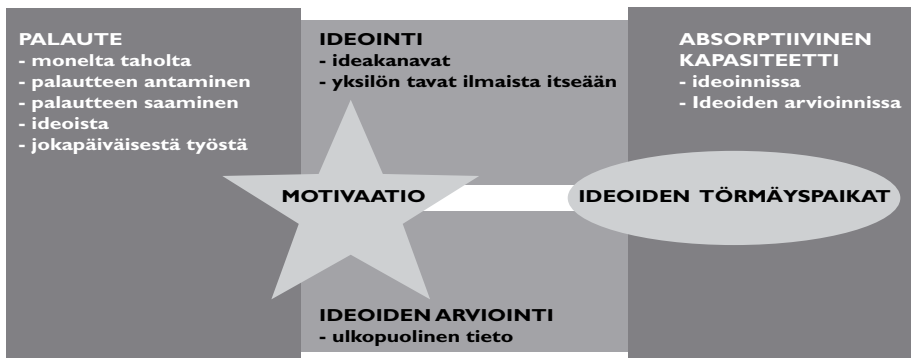 PALAUTE
- monelta taholta
- palautteen antaminen
- palautteen saaminen
- ideoista
- jokapäiväisestä työstä
IDEOINTI
- ideakanavat
- yksilön tavat ilmaista itseään
ABSORPTIIVINEN
KAPASITEETTI
- ideoinnissa
- Ideoiden arvioinnissa
MOTIVAATIO
IDEOIDEN TÖRMÄYSPAIKAT
IDEOIDEN ARVIOINTI
- ulkopuolinen tieto